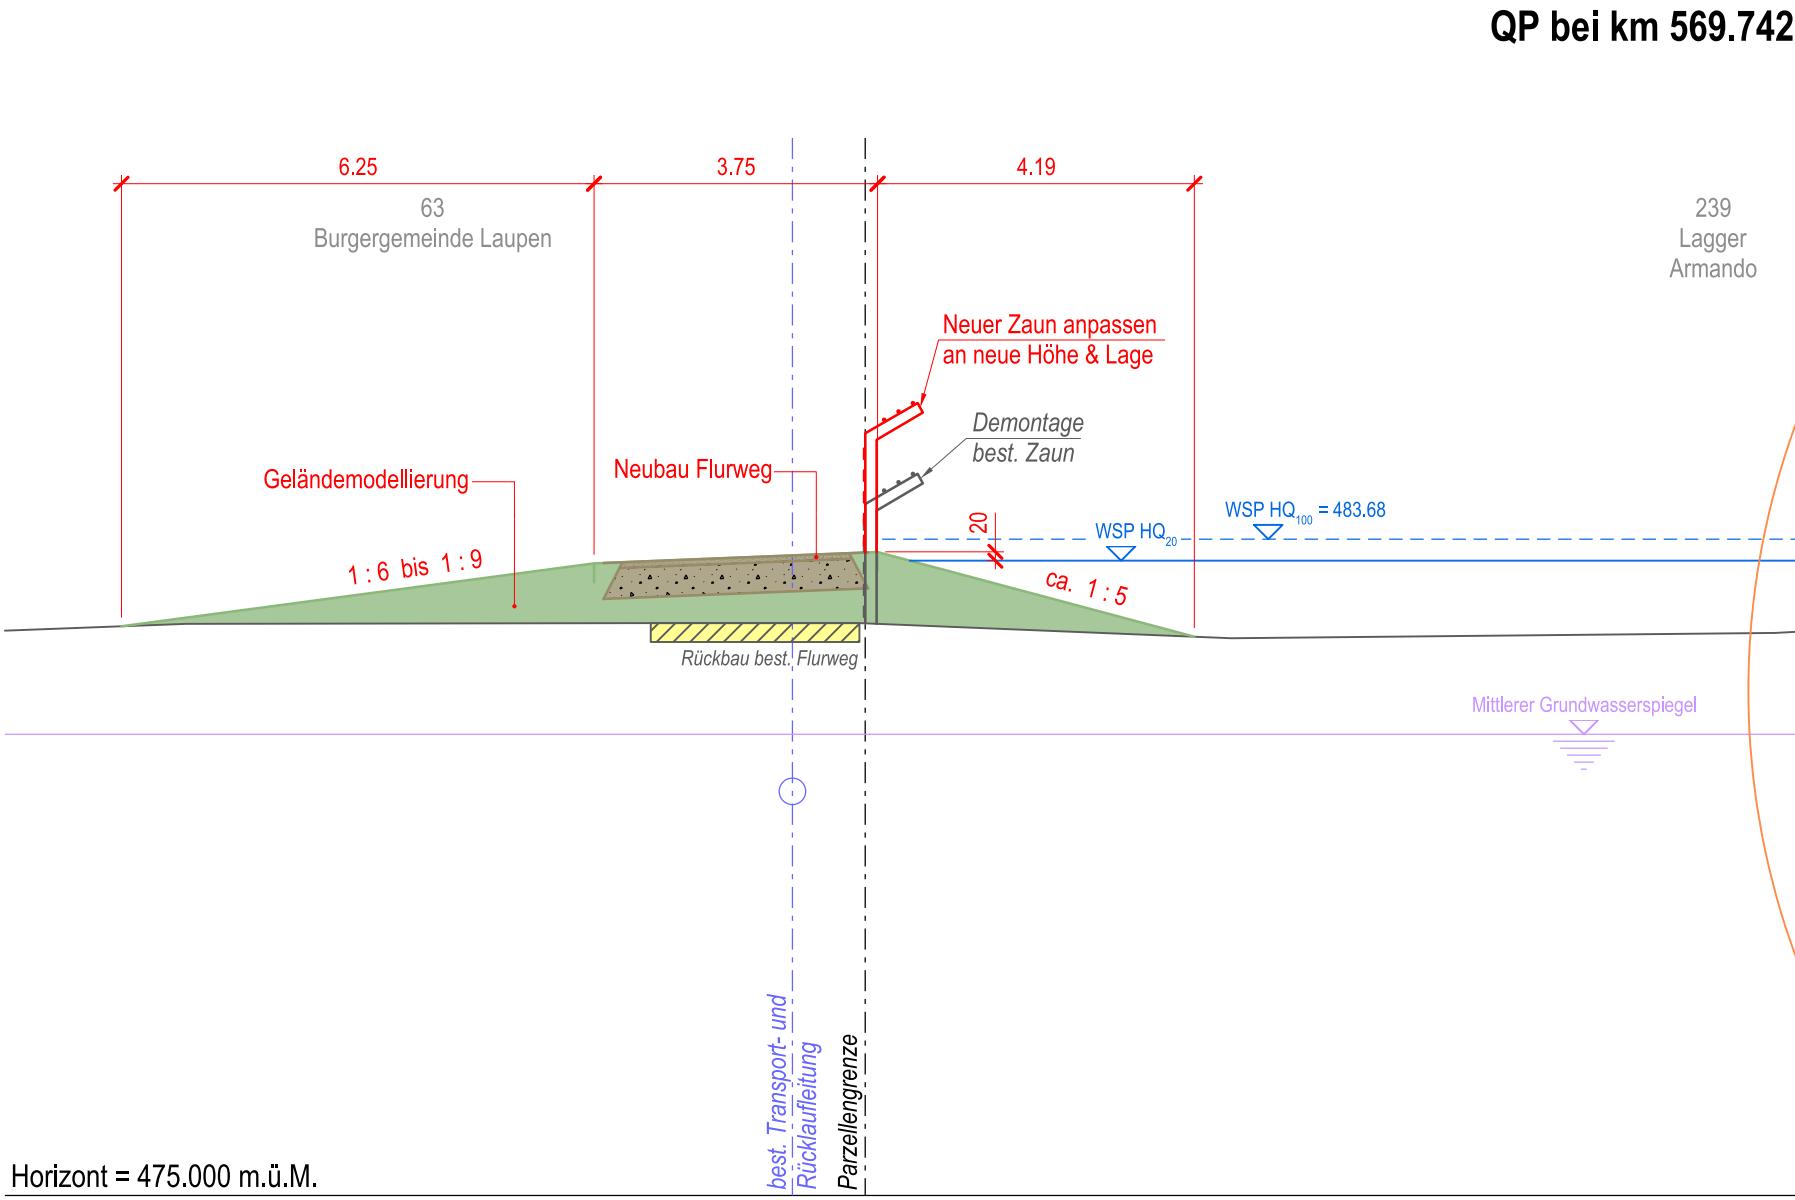 QP bei km 569.742
6.25
3.75
4.19
63
Burgergemeinde Laupen
239
Lagger
Armando
Neuer Zaun anpassen
an neue Höhe & Lage
Demontage
best. Zaun
Neubau Flurweg
Geländemodellierung
20
WSP HQ100 = 483.68
WSP HQ20
1 : 6 bis 1 : 9
ca. 1 : 5
Rückbau best. Flurweg
Mittlerer Grundwasserspiegel
best. Transport- und
Rücklaufleitung
Parzellengrenze
Horizont = 475.000 m.ü.M.